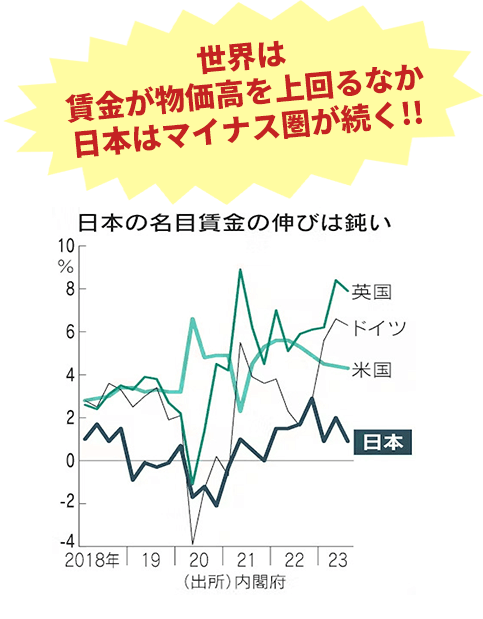 世界は
賃金が物価高を上回るなか
日本はマイナス圏が続く!!
日本の名目賃金の伸びは鈍い
10
%
8
英国
ドイツ
6
米国
4
2
日本
0
-2
-4
2018年 19 20 21 22 23
(出所)内閣府